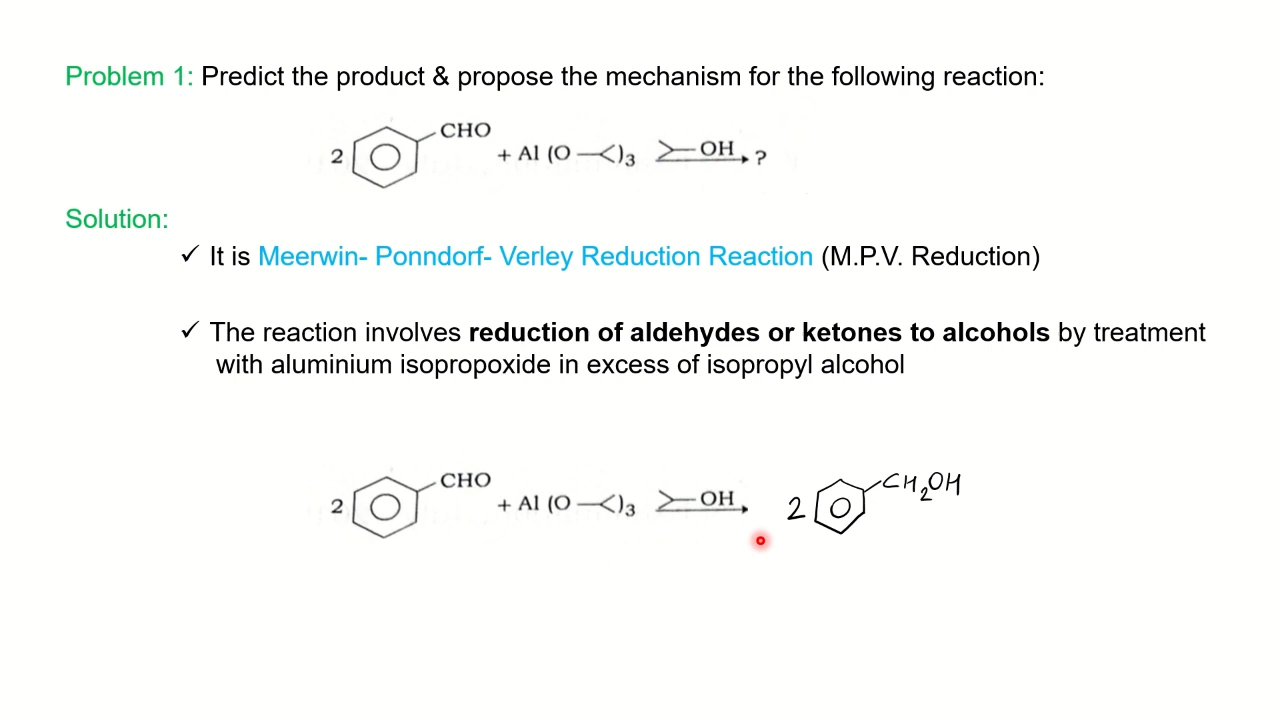 Problem 1: Predict the product & propose the mechanism for the following reaction:
2 CHO + Al (O ―<)3 >―OH ?
Solution:
✓ It is Meerwin- Ponndorf- Verley Reduction Reaction (M.P.V. Reduction)
✓ The reaction involves reduction of aldehydes or ketones to alcohols by treatment
with aluminium isopropoxide in excess of isopropyl alcohol
2 CHO + Al (O ―<)3 >―OH 2 CH2OH